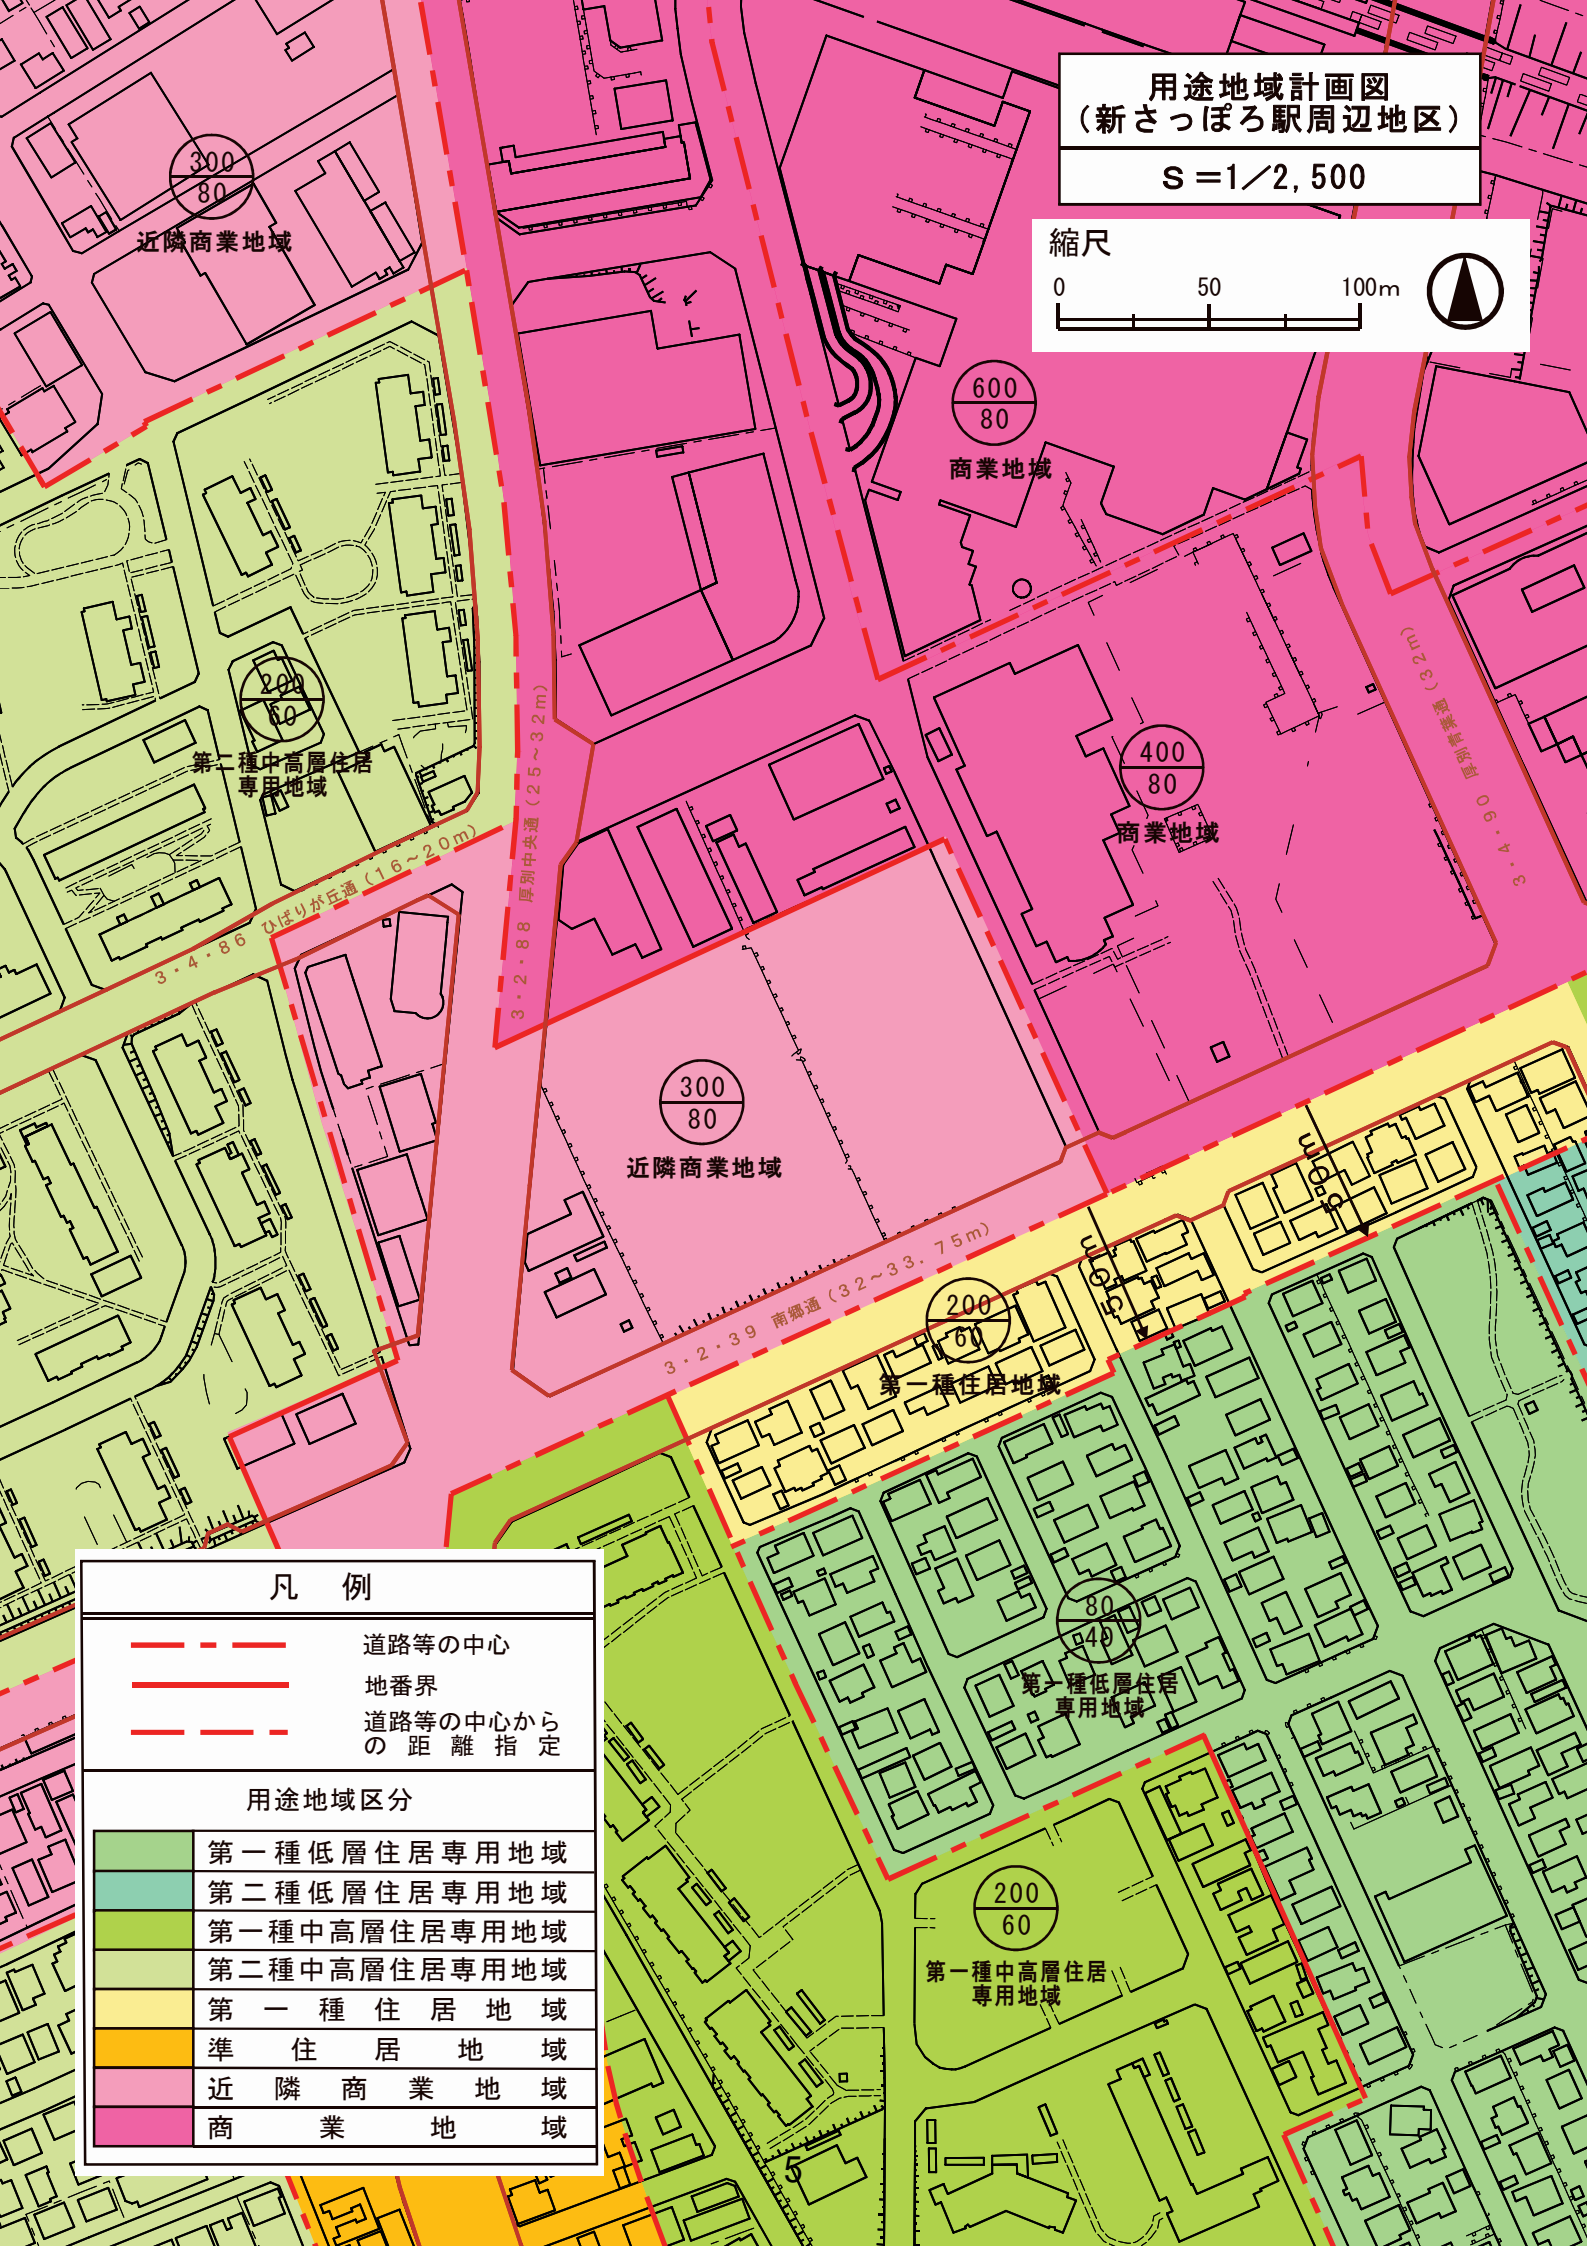 用途地域計画図
（新さっぽろ駅周辺地区）
S＝1／2,500
縮尺
0 50 100m
300
80
近隣商業地域
600
80
商業地域
200
60
第二種中高層住居
専用地域
400
80
商業地域
3・4・90 厚別青葉通（32m）
3・2・88 厚別中央通（25～32m）
3・4・86 ひばりが丘通（16～20m）
300
80
近隣商業地域
3・2・39 南郷通（32～33.75m）
50m
50m
200
60
第一種住居地域
80
40
第一種低層住居
専用地域
200
60
第一種中高層住居
専用地域
5
凡 例
道路等の中心
地番界
道路等の中心から
の距離指定
用途地域区分
第一種低層住居専用地域
第二種低層住居専用地域
第一種中高層住居専用地域
第二種中高層住居専用地域
第一種住居地域
準住居地域
近隣商業地域
商業地域